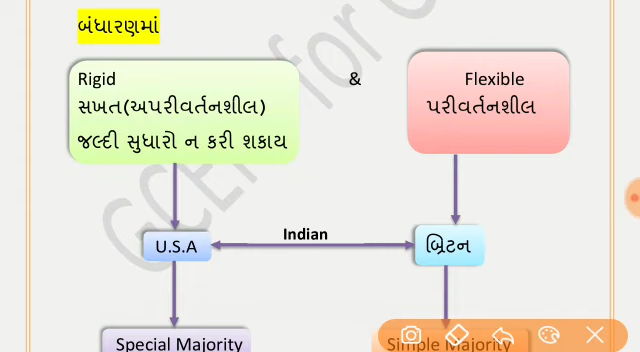 બંધારણમાં
Rigid
સખત(અપરીવર્તનશીલ)
જલ્દી સુધારો ન કરી શકાય
&
Flexible
પરીવર્તનશીલ
U.S.A
Indian
બ્રિટન
Special Majority
Simple Majority